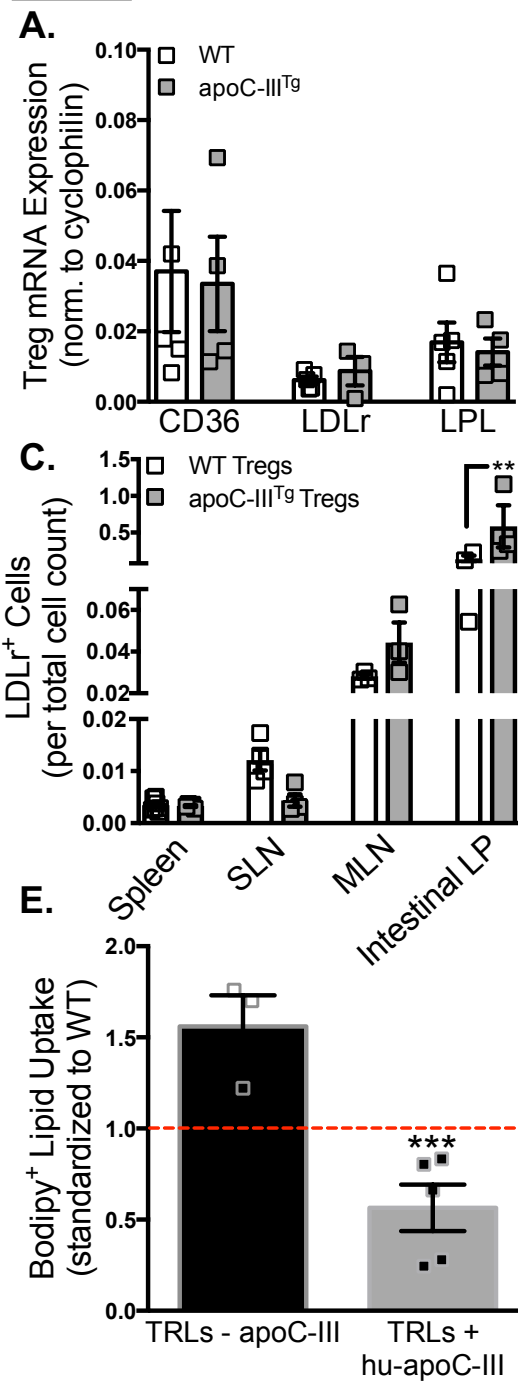 A.
WT
apoC-IIITg
Treg mRNA Expression
(norm. to cyclophilin)
0.10
0.08
0.06
0.04
0.02
0.00
CD36 LDLr LPL
C.
WT Tregs
apoC-IIITg Tregs
LDLr+ Cells
(per total cell count)
1.5
1.0
0.5
0.06
0.04
0.02
0.02
0.01
0.00
**
Spleen SLN MLN Intestinal LP
E.
Bodipy+ Lipid Uptake
(standardized to WT)
2.0
1.5
1.0
0.5
0.0
***
TRLs - apoC-III TRLs +
hu-apoC-III